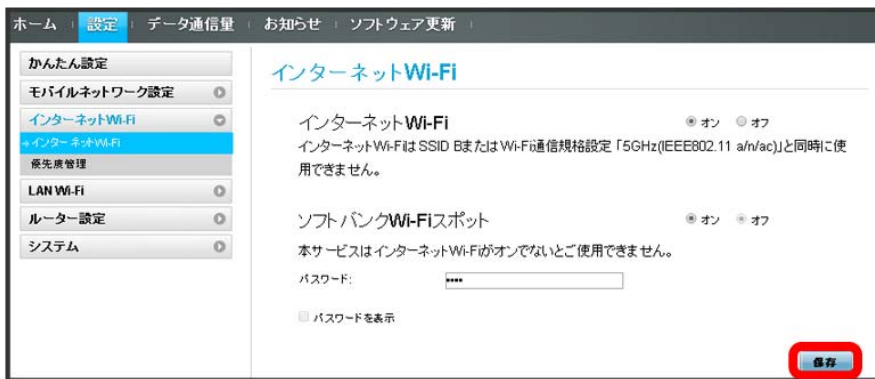 ホーム 設定 データ通信量 お知らせ ソフトウェア更新
かんたん設定
モバイルネットワーク設定
インターネットWi-Fi
インターネットWi-Fi
優先度管理
LAN Wi-Fi
ルーター設定
システム
インターネットWi-Fi
インターネットWi-Fi オン オフ
インターネットWi-FiはSSID BまたはWi-Fi通信規格設定「5GHz(IEEE802.11 a/n/ac)」と同時に使
用できません。
ソフトバンクWi-Fiスポット オン オフ
本サービスはインターネットWi-Fiがオンでないとご使用できません。
パスワード: ••••
パスワードを表示
保存